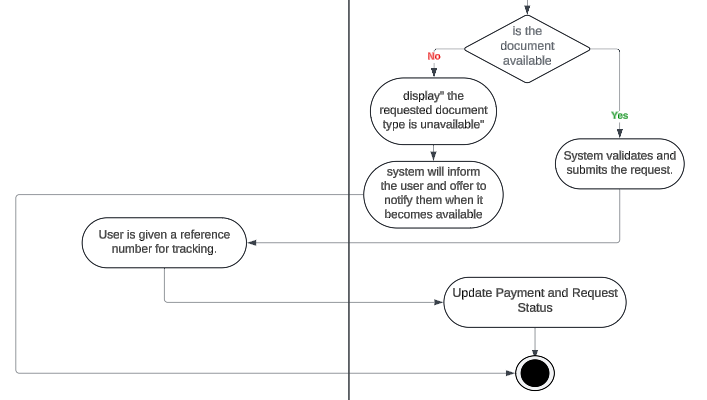 is the
document
available
No
display" the
requested document
type is unavailable"
Yes
System validates and
submits the request.
system will inform
the user and offer to
notify them when it
becomes available
User is given a reference
number for tracking.
Update Payment and Request
Status